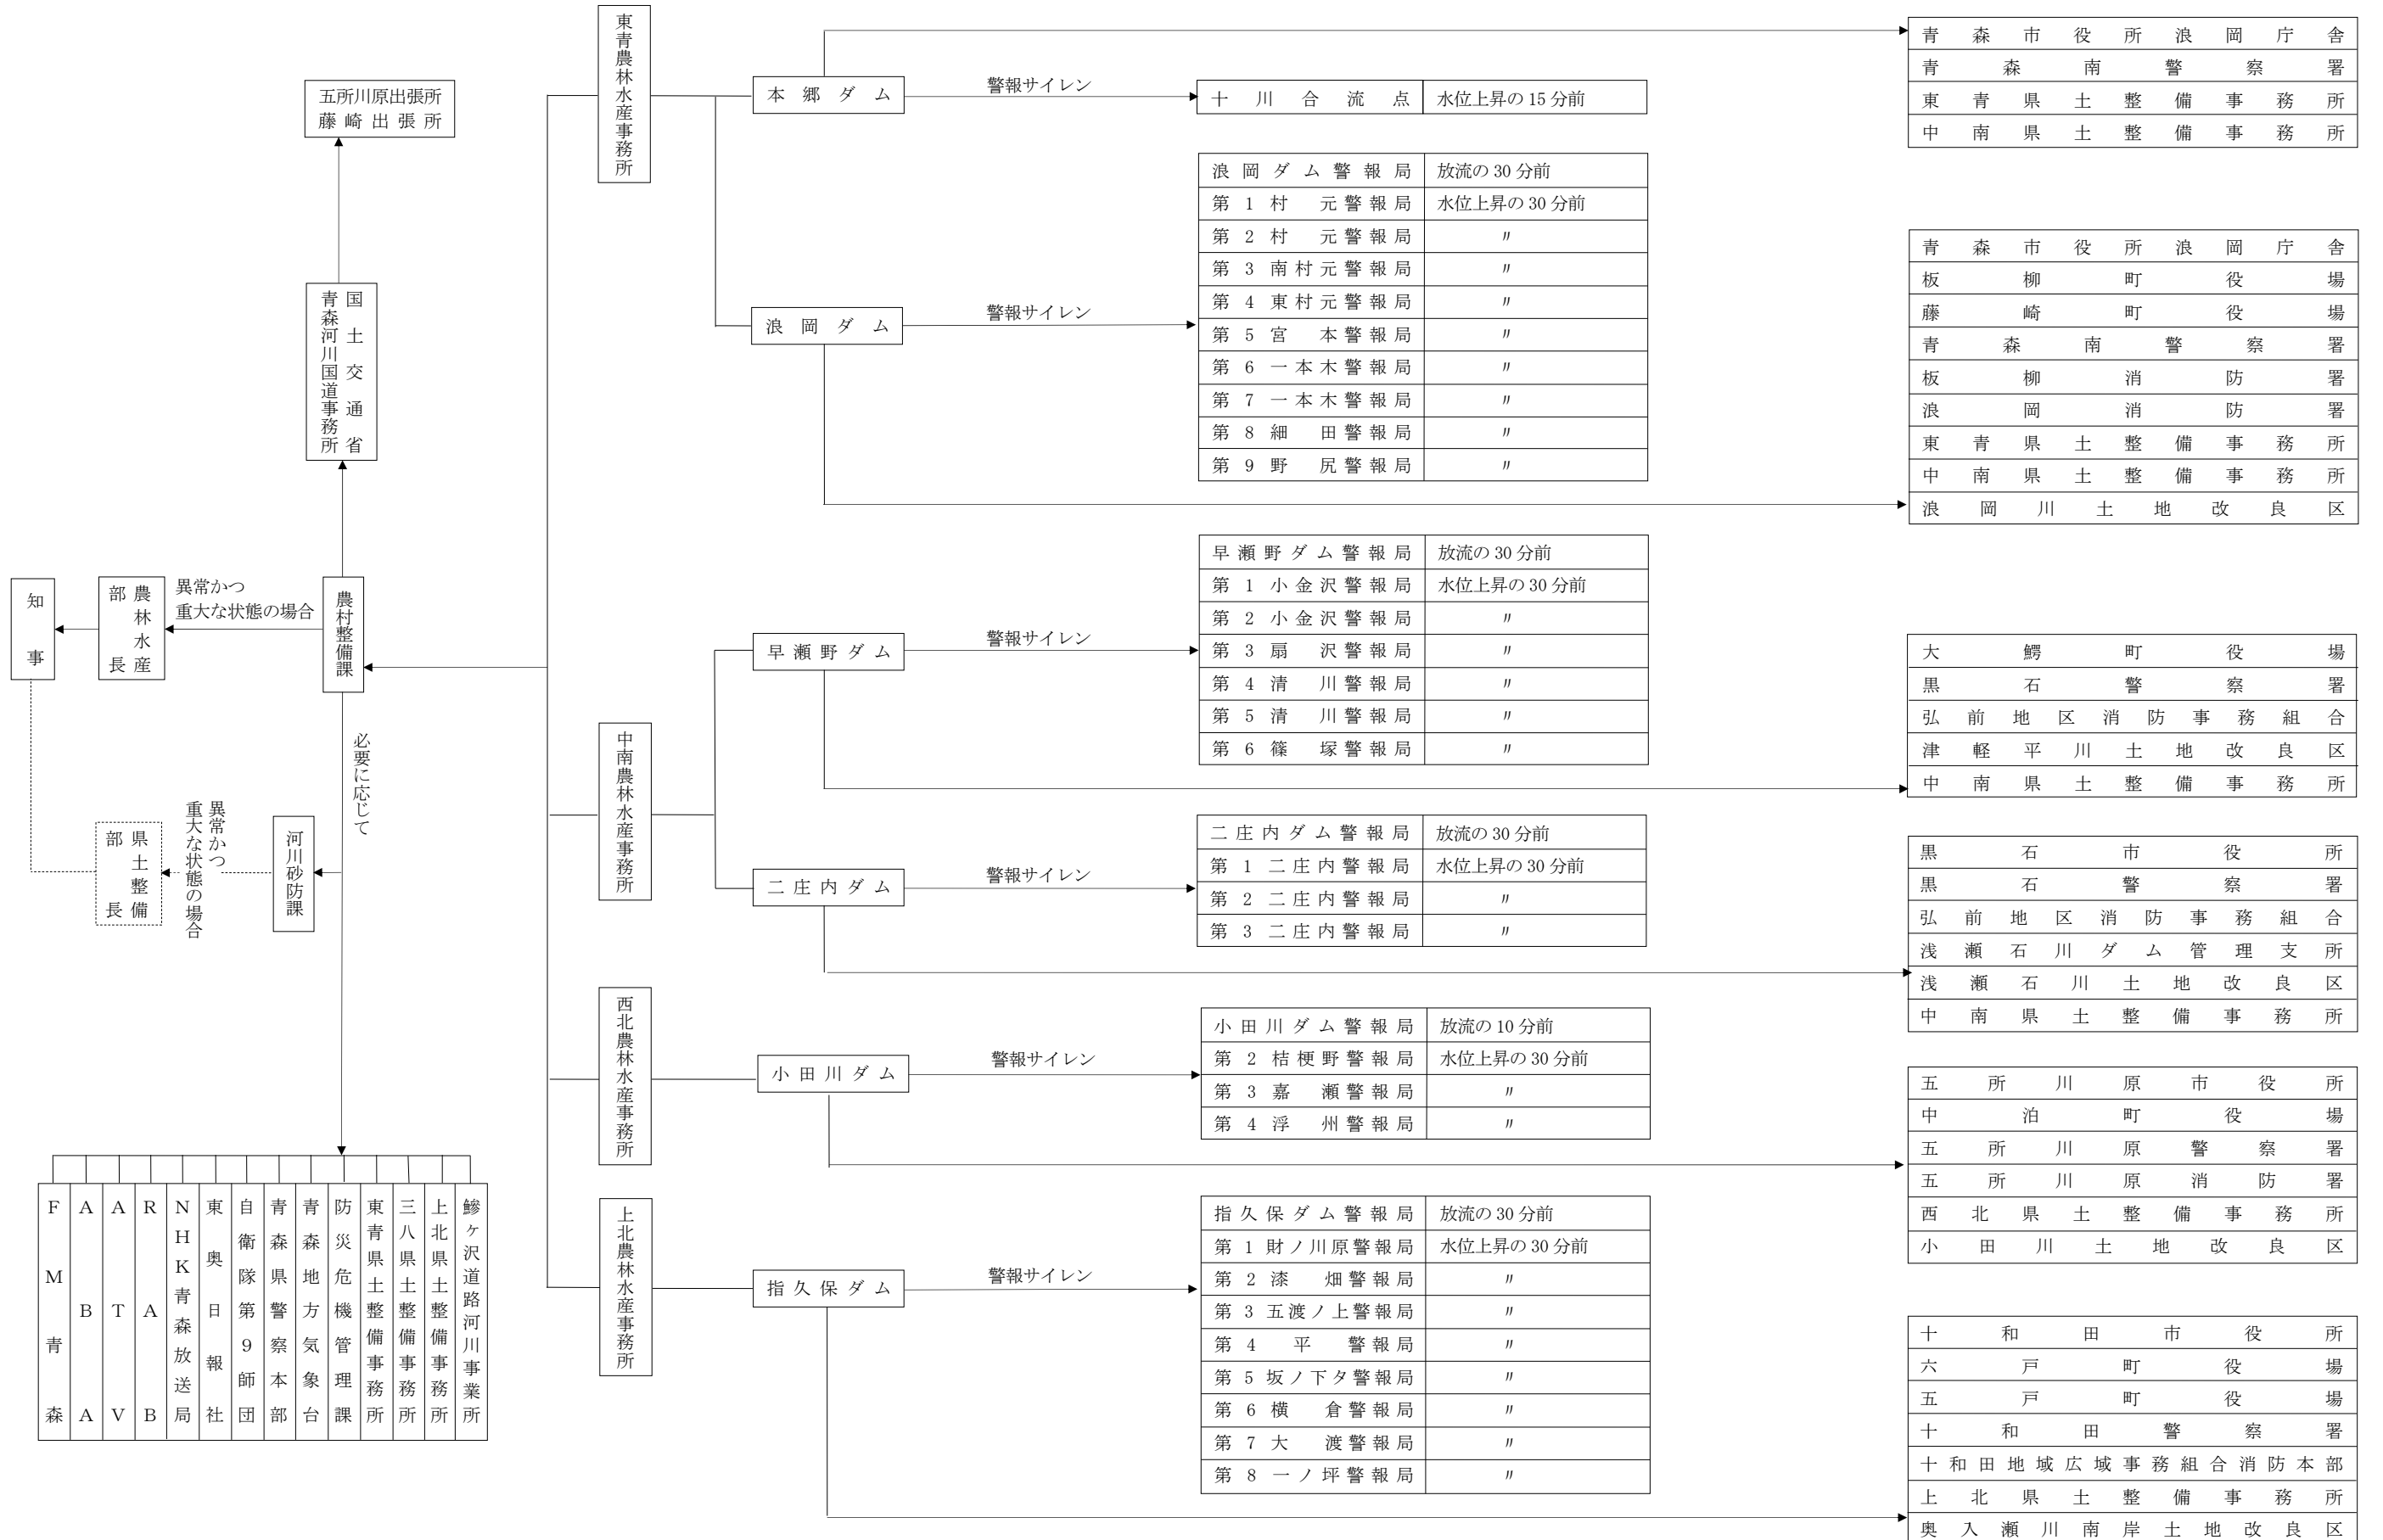 五所川原出張所
藤崎出張所
国土交通省
青森河川国道事務所
知事
農林水産
部長
異常かつ
重大な状態の場合
農村整備課
必要に応じて
県土整備
部長
異常かつ
重大な状態の場合
河川砂防課
FM青森
ABA
ATV
RAB
NHK青森放送局
東奥日報社
自衛隊第9師団
青森県警察本部
青森地方気象台
防災危機管理課
東青県土整備事務所
三八県土整備事務所
上北県土整備事務所
鰺ヶ沢道路河川事業所
東青農林水産事務所
本郷ダム
警報サイレン
十川合流点 水位上昇の15分前
浪岡ダム
警報サイレン
浪岡ダム警報局 放流の30分前
第1村元警報局 水位上昇の30分前
第2村元警報局 〃
第3南村元警報局 〃
第4東村元警報局 〃
第5宮本警報局 〃
第6一本木警報局 〃
第7一本木警報局 〃
第8細田警報局 〃
第9野尻警報局 〃
中南農林水産事務所
早瀬野ダム
警報サイレン
早瀬野ダム警報局 放流の30分前
第1小金沢警報局 水位上昇の30分前
第2小金沢警報局 〃
第3扇沢警報局 〃
第4清川警報局 〃
第5清川警報局 〃
第6篠塚警報局 〃
二庄内ダム
警報サイレン
二庄内ダム警報局 放流の30分前
第1二庄内警報局 水位上昇の30分前
第2二庄内警報局 〃
第3二庄内警報局 〃
西北農林水産事務所
小田川ダム
警報サイレン
小田川ダム警報局 放流の10分前
第2桔梗野警報局 水位上昇の30分前
第3嘉瀬警報局 〃
第4浮州警報局 〃
上北農林水産事務所
指久保ダム
警報サイレン
指久保ダム警報局 放流の30分前
第1財ノ川原警報局 水位上昇の30分前
第2漆畑警報局 〃
第3五渡ノ上警報局 〃
第4平警報局 〃
第5坂ノ下タ警報局 〃
第6横倉警報局 〃
第7大渡警報局 〃
第8一ノ坪警報局 〃
青森市役所浪岡庁舎
青森南警察署
東青県土整備事務所
中南県土整備事務所
青森市役所浪岡庁舎
板柳町役場
藤崎町役場
青森南警察署
板柳消防署
浪岡消防署
東青県土整備事務所
中南県土整備事務所
浪岡川土地改良区
大鰐町役場
黒石警察署
弘前地区消防事務組合
津軽平川土地改良区
中南県土整備事務所
黒石市役所
黒石警察署
弘前地区消防事務組合
浅瀬石川ダム管理支所
浅瀬石川土地改良区
中南県土整備事務所
五所川原市役所
中泊町役場
五所川原警察署
五所川原消防署
西北県土整備事務所
小田川土地改良区
十和田市役所
六戸町役場
五戸町役場
十和田警察署
十和田地域広域事務組合消防本部
上北県土整備事務所
奥入瀬川南岸土地改良区